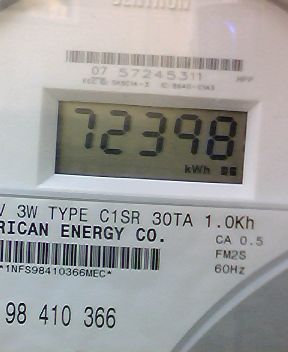 07 57245311
72398
kWh
V 3W TYPE C1SR 30TA 1.0Kh
RICAN ENERGY CO.
CA 0.5
FM2S
60Hz
*1NFS98410366MEC*
98 410 366